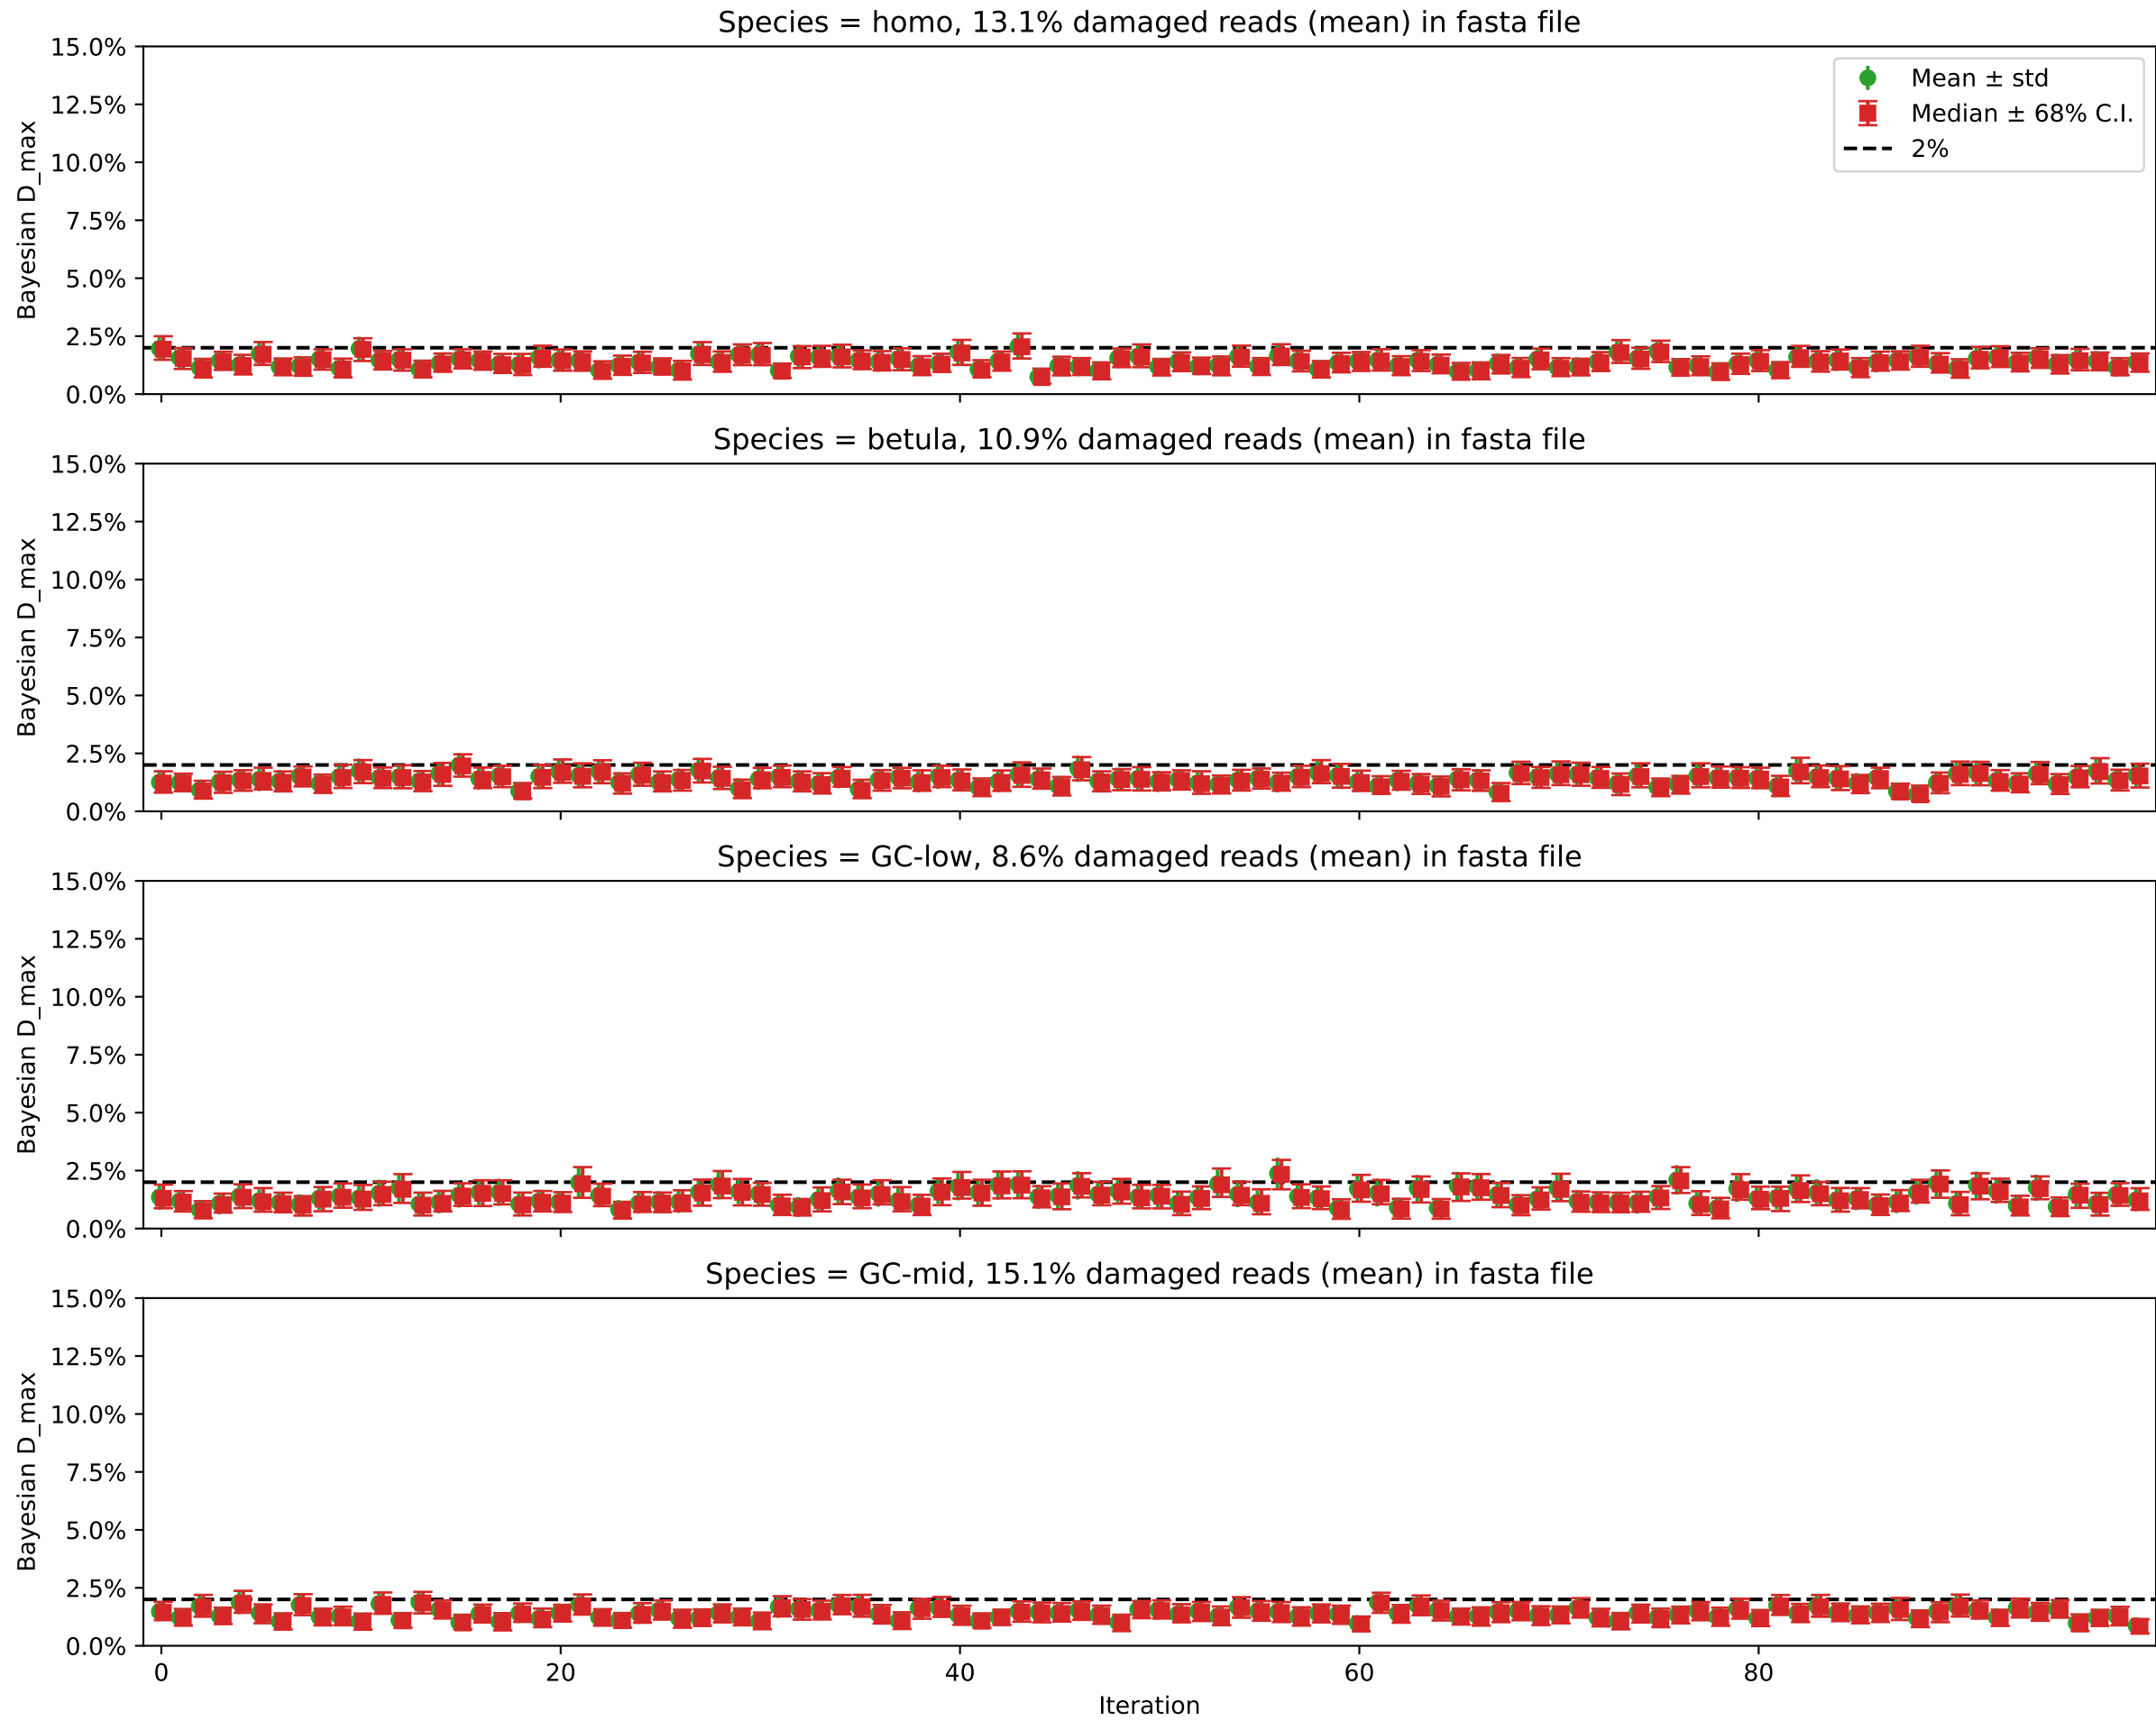 Species = homo, 13.1% damaged reads (mean) in fasta file
15.0%
12.5%
10.0%
7.5%
5.0%
2.5%
0.0%
Bayesian D_max
Mean ± std
Median ± 68% C.I.
2%
Species = betula, 10.9% damaged reads (mean) in fasta file
15.0%
12.5%
10.0%
7.5%
5.0%
2.5%
0.0%
Bayesian D_max
Species = GC-low, 8.6% damaged reads (mean) in fasta file
15.0%
12.5%
10.0%
7.5%
5.0%
2.5%
0.0%
Bayesian D_max
Species = GC-mid, 15.1% damaged reads (mean) in fasta file
15.0%
12.5%
10.0%
7.5%
5.0%
2.5%
0.0%
Bayesian D_max
0 20 40 60 80
Iteration